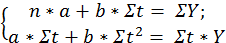 n * a + b * Σt = ΣY;
a * Σt + b * Σt² = Σt * Y